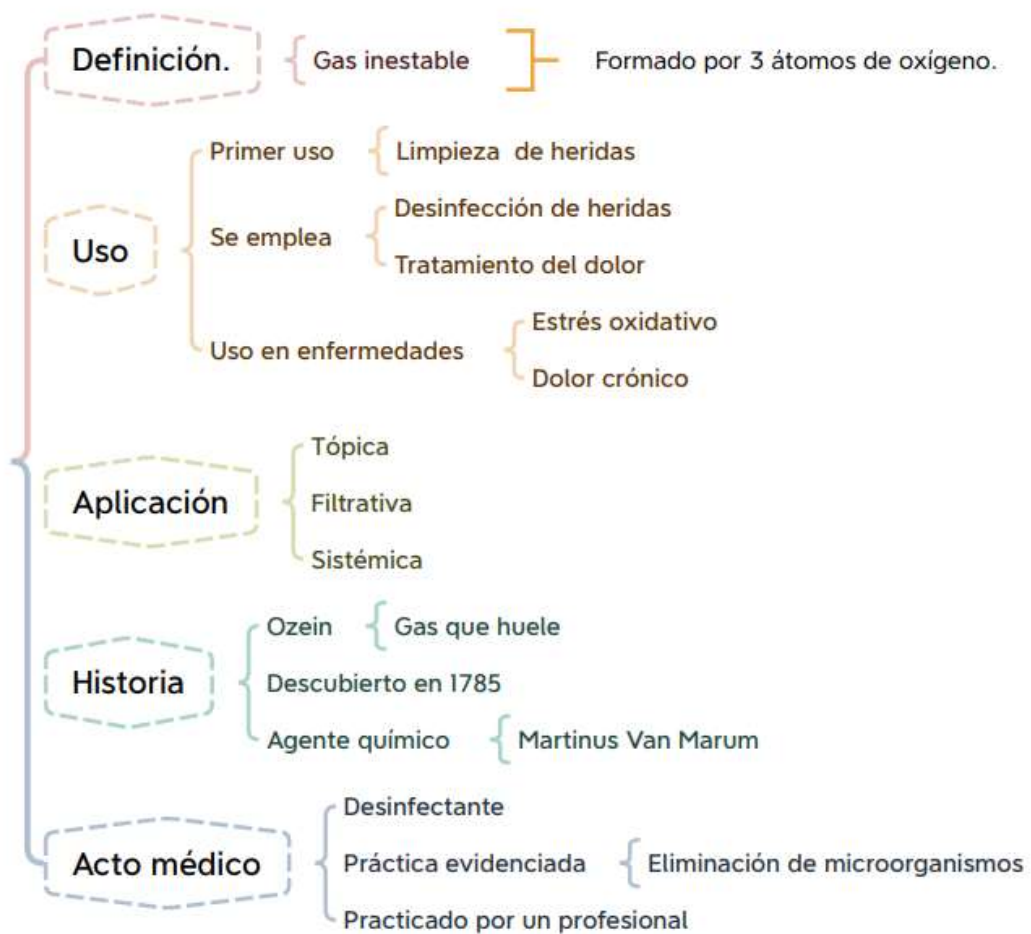 Definición.
Gas inestable
Formado por 3 átomos de oxígeno.
Uso
Primer uso
Limpieza de heridas
Se emplea
Desinfección de heridas
Tratamiento del dolor
Uso en enfermedades
Estrés oxidativo
Dolor crónico
Aplicación
Tópica
Filtrativa
Sistémica
Historia
Ozein
Gas que huele
Descubierto en 1785
Agente químico
Martinus Van Marum
Acto médico
Desinfectante
Práctica evidenciada
Eliminación de microorganismos
Practicado por un profesional